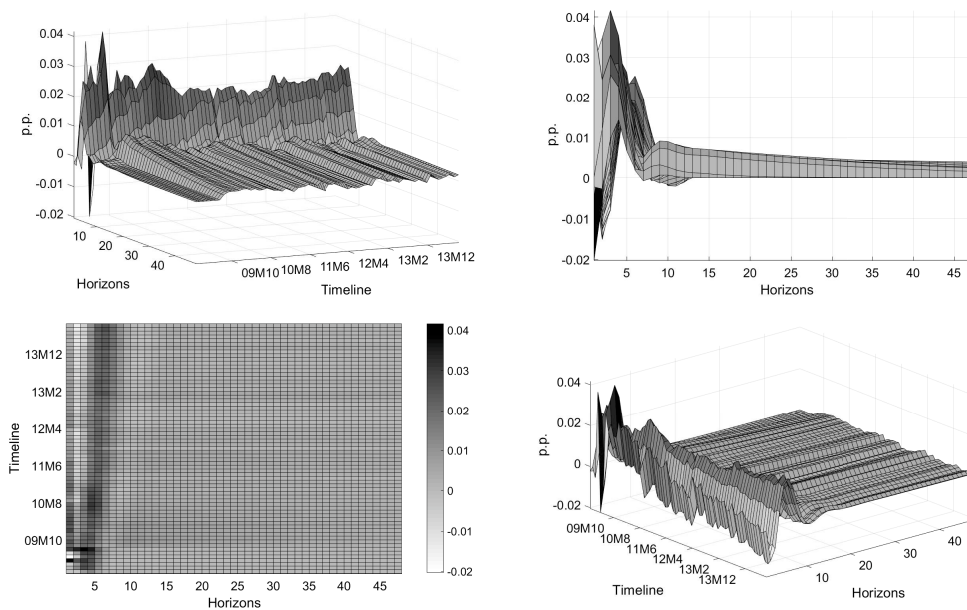 0.04
0.03
0.02
0.01
0
-0.01
-0.02
p.p.
10
20
30
40
Horizons
09M10
10M8
11M6
12M4
13M2
13M12
Timeline
0.04
0.03
0.02
0.01
0
-0.01
-0.02
p.p.
5 10 15 20 25 30 35 40 45
Horizons
13M12
13M2
12M4
11M6
10M8
09M10
Timeline
5 10 15 20 25 30 35 40 45
Horizons
0.04
0.03
0.02
0.01
0
-0.01
-0.02
0.04
0.02
0
-0.02
p.p.
09M10
10M8
11M6
12M4
13M2
13M12
Timeline
10
20
30
40
Horizons